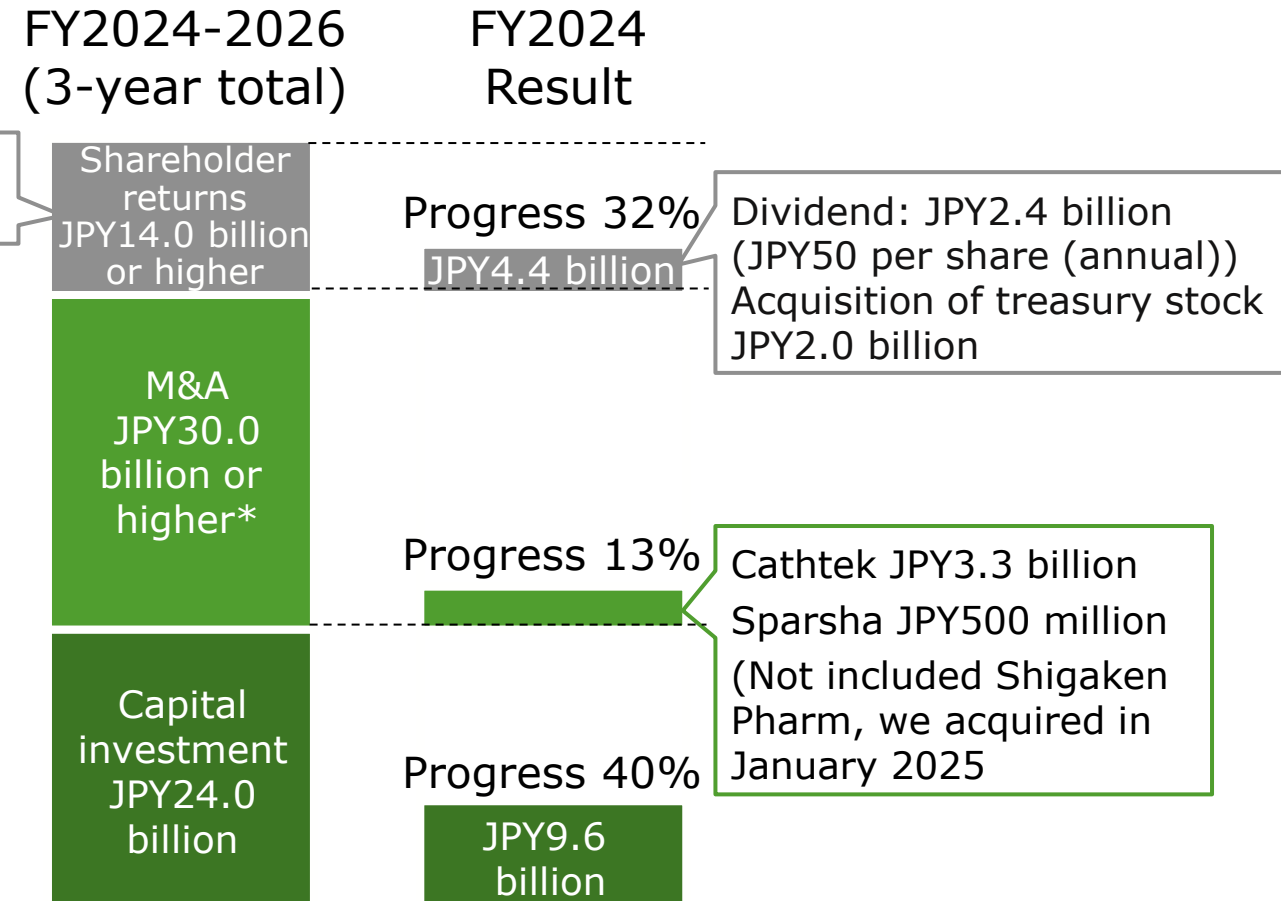 FY2024-2026
(3-year total)
FY2024
Result
Shareholder
returns
JPY14.0 billion
or higher
Progress 32%
JPY4.4 billion
Dividend: JPY2.4 billion
(JPY50 per share (annual))
Acquisition of treasury stock
JPY2.0 billion
M&A
JPY30.0
billion or
higher*
Progress 13%
Cathtek JPY3.3 billion
Sparsha JPY500 million
(Not included Shigaken
Pharm, we acquired in
January 2025
Capital
investment
JPY24.0
billion
Progress 40%
JPY9.6
billion